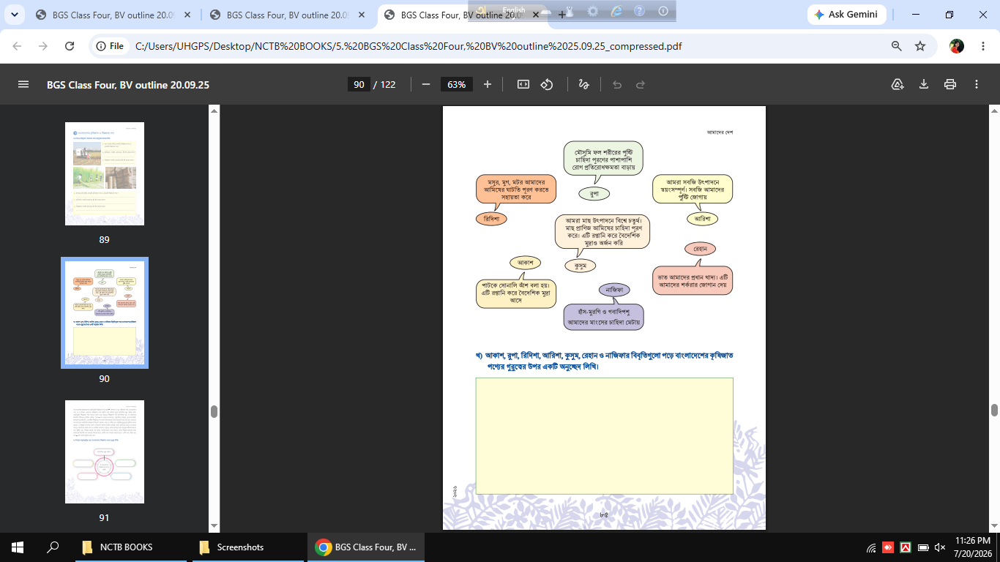 BGS Class Four, BV outline 20.09
BGS Class Four, BV outline 20.09
BGS Class Four, BV outline 20.0
English
Ask Gemini
File
C:/Users/UHGPS/Desktop/NCTB%20BOOKS/5.%20BGS%20Class%20Four,%20BV%20outline%2025.09.25_compressed.pdf
BGS Class Four, BV outline 20.09.25
90 / 122
63%
89
90
91
আমাদের দেশ
মৌসুমি ফল শরীরের পুষ্টি
চাহিদা পূরণের পাশাপাশি
রোগ প্রতিরোধক্ষমতা বাড়ায়
রুপা
মসুর, মুগ, মটর আমাদের
আমিষের ঘাটতি পূরণ করতে
সহায়তা করে
রিদিশা
আমরা সবজি উৎপাদনে
স্বয়ংসম্পূর্ণ। সবজি আমাদের
পুষ্টি জোগায়
আরিশা
আমরা মাছ উৎপাদনে বিশ্বে চতুর্থ।
মাছ প্রাণিজ আমিষের চাহিদা পূরণ
করে। এটি রপ্তানি করে বৈদেশিক
মুদ্রাও অর্জন করি
কুসুম
রেহান
ভাত আমাদের প্রধান খাদ্য। এটি
আমাদের শর্করার জোগান দেয়
আকাশ
পাটকে সোনালি আঁশ বলা হয়।
এটি রপ্তানি করে বৈদেশিক মুদ্রা
আসে
নাজিফা
হাঁস-মুরগি ও গবাদিপশু
আমাদের মাংসের চাহিদা মেটায়
খ) আকাশ, রুপা, রিদিশা, আরিশা, কুসুম, রেহান ও নাজিফার বিবৃতিগুলো পড়ে বাংলাদেশের কৃষিজাত
পণ্যের গুরুত্বের উপর একটি অনুচ্ছেদ লিখি।
২০২৬
৮৫
NCTB BOOKS
Screenshots
BGS Class Four, BV ...
11:26 PM
7/20/2026